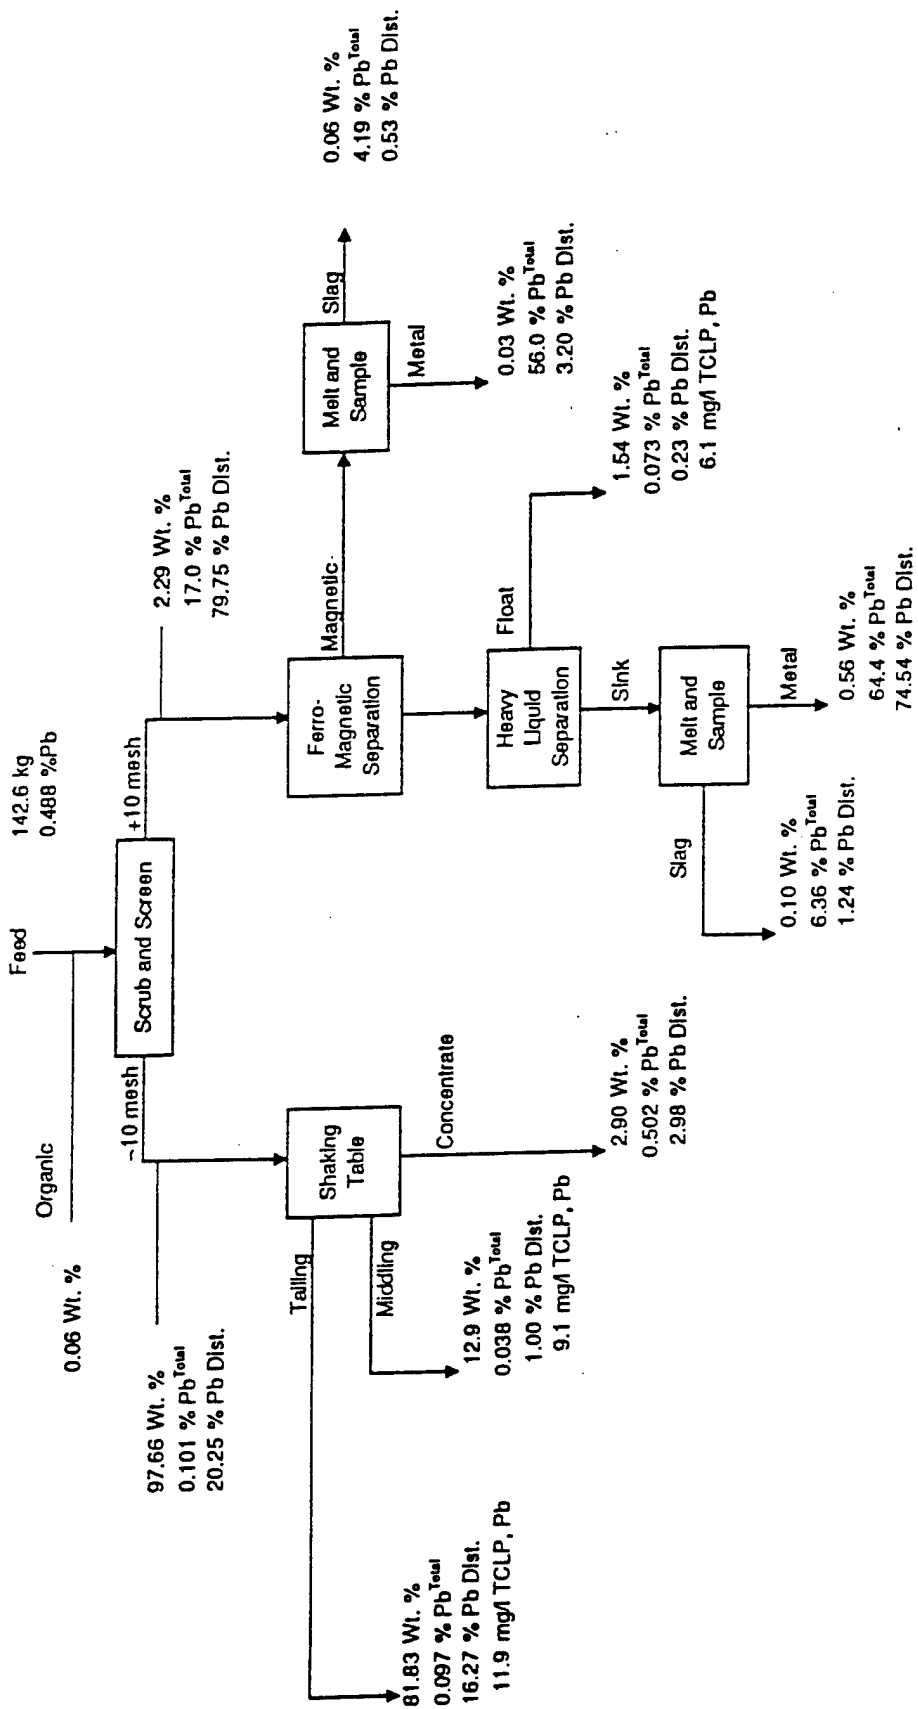 Feed
142.6 kg
0.488 %Pb
Organic
0.06 Wt. %
Scrub and Screen
-10 mesh
+10 mesh
97.66 Wt. %
0.101 % Pb Total
20.25 % Pb Dist.
2.29 Wt. %
17.0 % Pb Total
79.75 % Pb Dist.
Shaking
Table
Tailing
Middling
Concentrate
81.83 Wt. %
0.097 % Pb Total
16.27 % Pb Dist.
11.9 mg/l TCLP, Pb
12.9 Wt. %
0.038 % Pb Total
1.00 % Pb Dist.
9.1 mg/l TCLP, Pb
2.90 Wt. %
0.502 % Pb Total
2.98 % Pb Dist.
Ferro-
Magnetic
Separation
Magnetic
Melt and
Sample
Slag
0.06 Wt. %
4.19 % Pb Total
0.53 % Pb Dist.
Metal
0.03 Wt. %
56.0 % Pb Total
3.20 % Pb Dist.
Heavy
Liquid
Separation
Float
1.54 Wt. %
0.073 % Pb Total
0.23 % Pb Dist.
6.1 mg/l TCLP, Pb
Sink
Melt and
Sample
Slag
0.10 Wt. %
6.36 % Pb Total
1.24 % Pb Dist.
Metal
0.56 Wt. %
64.4 % Pb Total
74.54 % Pb Dist.